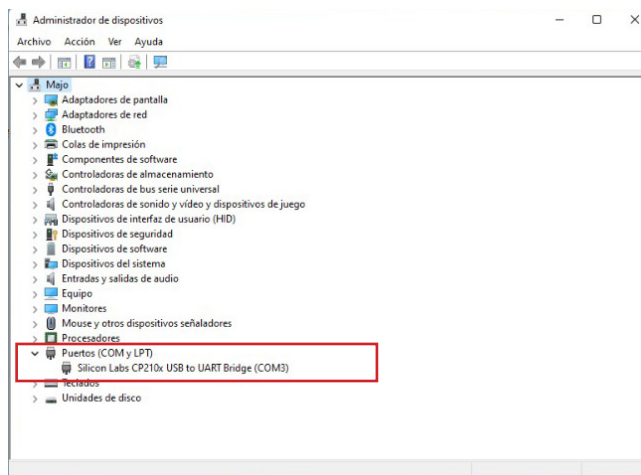 Administrador de dispositivos
Archivo Acción Ver Ayuda
Majo
Adaptadores de pantalla
Adaptadores de red
Bluetooth
Colas de impresión
Componentes de software
Controladoras de almacenamiento
Controladoras de bus serie universal
Controladoras de sonido y vídeo y dispositivos de juego
Dispositivos de interfaz de usuario (HID)
Dispositivos de seguridad
Dispositivos de software
Dispositivos del sistema
Entradas y salidas de audio
Equipo
Monitores
Mouse y otros dispositivos señaladores
Procesadores
Puertos (COM y LPT)
Silicon Labs CP210x USB to UART Bridge (COM3)
Teclados
Unidades de disco